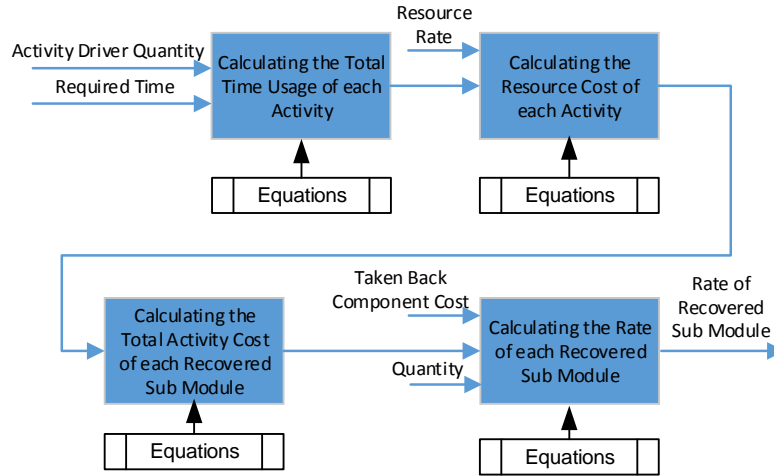 Activity Driver Quantity
Required Time
Calculating the Total
Time Usage of each
Activity
Resource
Rate
Calculating the
Resource Cost of
each Activity
Equations
Equations
Calculating the
Total Activity Cost
of each Recovered
Sub Module
Taken Back
Component Cost
Quantity
Calculating the Rate
of each Recovered
Sub Module
Rate of
Recovered
Sub Module
Equations
Equations